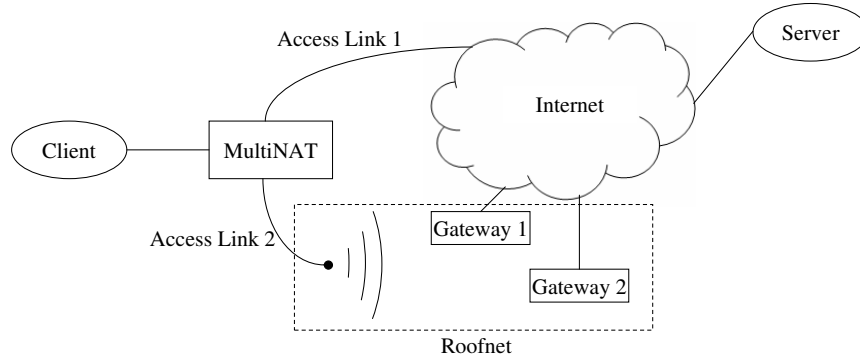 Access Link 1
Server
Internet
Client
MultiNAT
Gateway 1
Access Link 2
Gateway 2
Roofnet